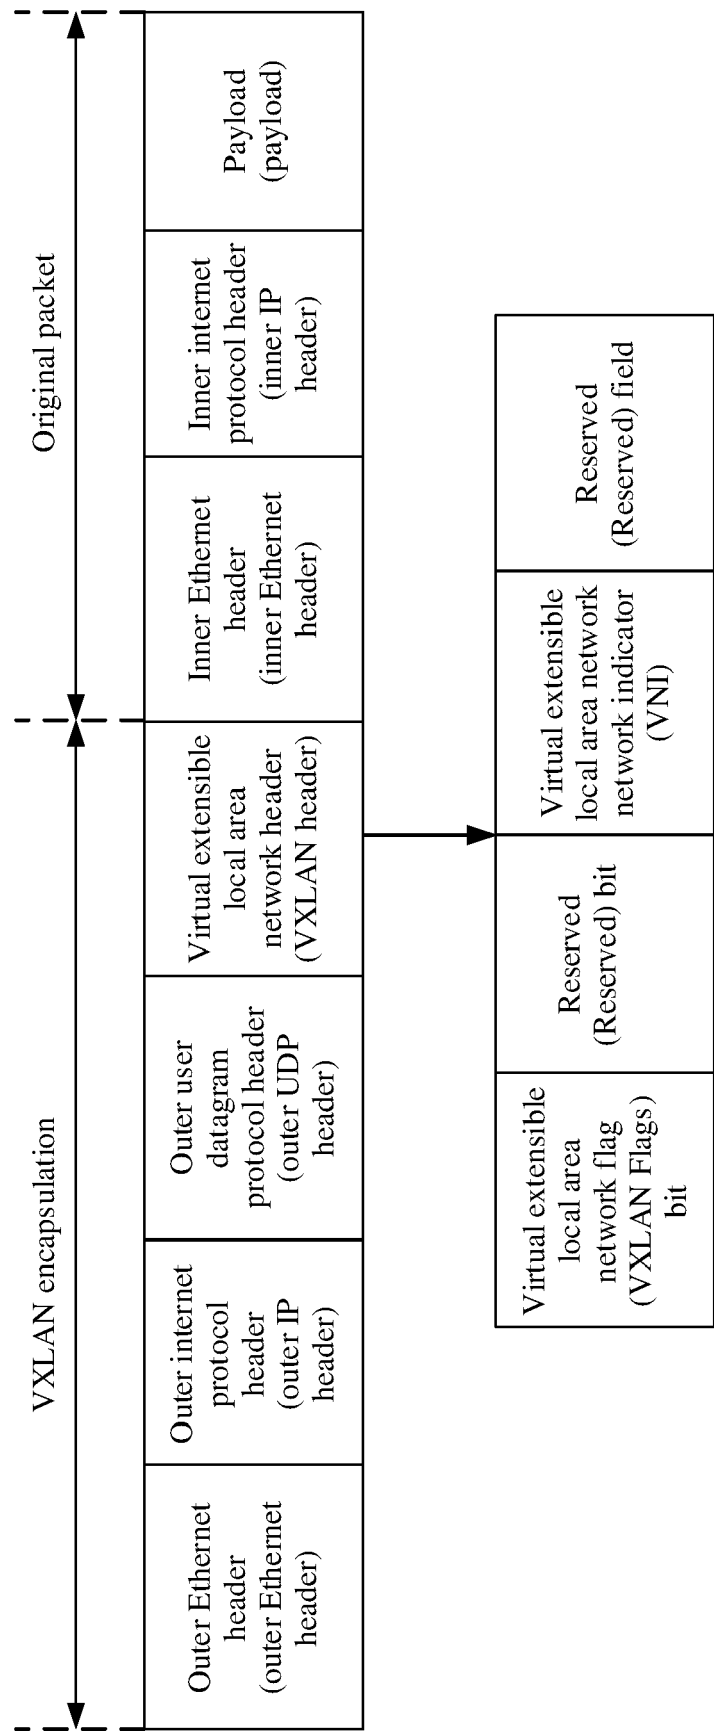 VXLAN encapsulation
Original packet
Outer Ethernet
header
(outer Ethernet
header)
Outer internet
protocol
header
(outer IP
header)
Outer user
datagram
protocol header
(outer UDP
header)
Virtual extensible
local area
network header
(VXLAN header)
Inner Ethernet
header
(inner Ethernet
header)
Inner internet
protocol header
(inner IP
header)
Payload
(payload)
Virtual extensible
local area
network flag
(VXLAN Flags)
bit
Reserved
(Reserved) bit
Virtual extensible
local area network
network indicator
(VNI)
Reserved
(Reserved) field